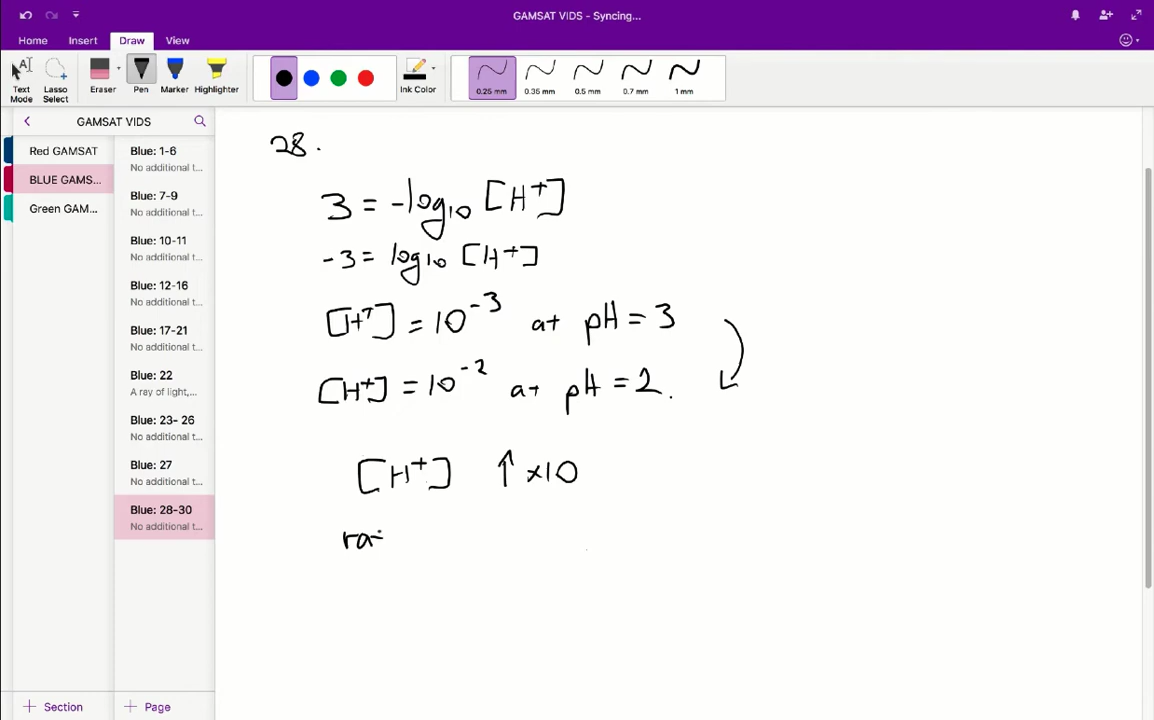 GAMSAT VIDS - Syncing...
Home Insert Draw View
Text Mode
Lasso Select
Eraser
Pen
Marker
Highlighter
Ink Color
0.25 mm
0.35 mm
0.5 mm
0.7 mm
1 mm
GAMSAT VIDS
Red GAMSAT
BLUE GAMS...
Green GAM...
Blue: 1-6
No additional t...
Blue: 7-9
No additional t...
Blue: 10-11
No additional t...
Blue: 12-16
No additional t...
Blue: 17-21
No additional t...
Blue: 22
A ray of light,...
Blue: 23- 26
No additional t...
Blue: 27
No additional t...
Blue: 28-30
No additional t...
+ Section
+ Page
28.
3 = -log₁₀ [H⁺]
-3 = log₁₀ [H⁺]
[H⁺] = 10⁻³ at pH = 3
[H⁺] = 10⁻² at pH = 2.
[H⁺] ↑ ×10